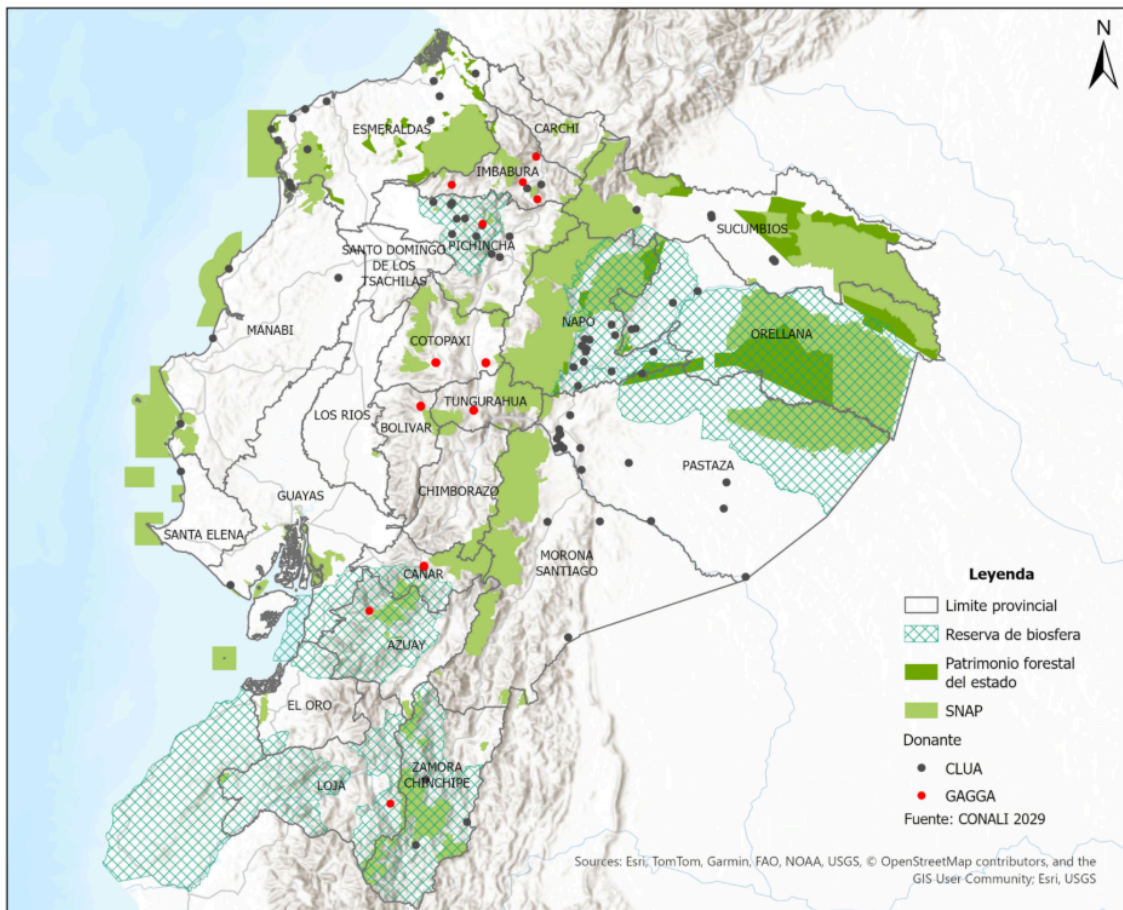 N
ESMERALDAS
CARCHI
IMBABURA
SUCUMBIOS
PICHINCHA
SANTO DOMINGO
DE LOS
TSACHILAS
MANABI
NAPO
ORELLANA
COTOPAXI
TUNGURAHUA
LOS RIOS
BOLIVAR
PASTAZA
CHIMBORAZO
GUAYAS
SANTA ELENA
MORONA
SANTIAGO
CAÑAR
AZUAY
EL ORO
ZAMORA
CHINCHIPE
LOJA
Leyenda
Limite provincial
Reserva de biosfera
Patrimonio forestal
del estado
SNAP
Donante
CLUA
GAGGA
Fuente: CONALI 2029
Sources: Esri, TomTom, Garmin, FAO, NOAA, USGS, © OpenStreetMap contributors, and the
GIS User Community; Esri, USGS